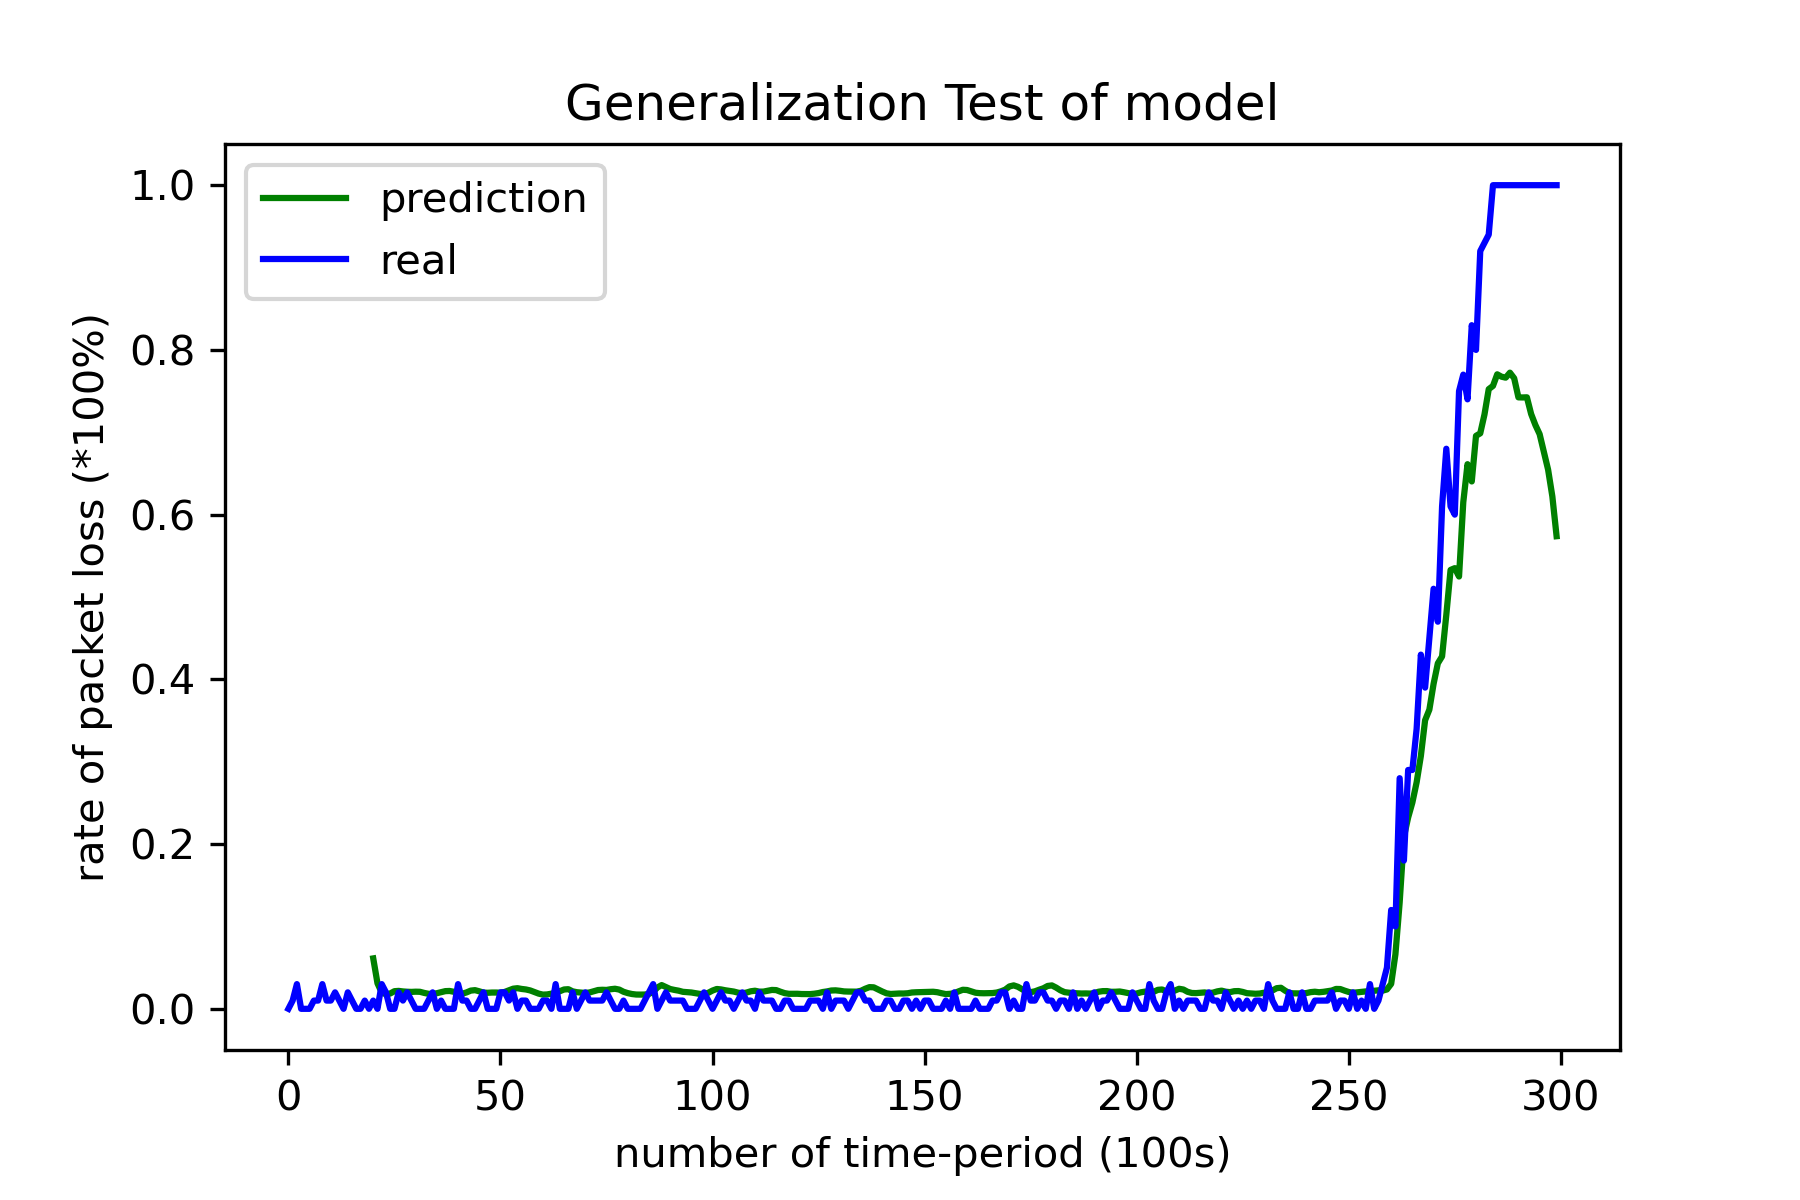 Generalization Test of model
prediction
real
rate of packet loss (*100%)
1.0
0.8
0.6
0.4
0.2
0.0
0 50 100 150 200 250 300
number of time-period (100s)